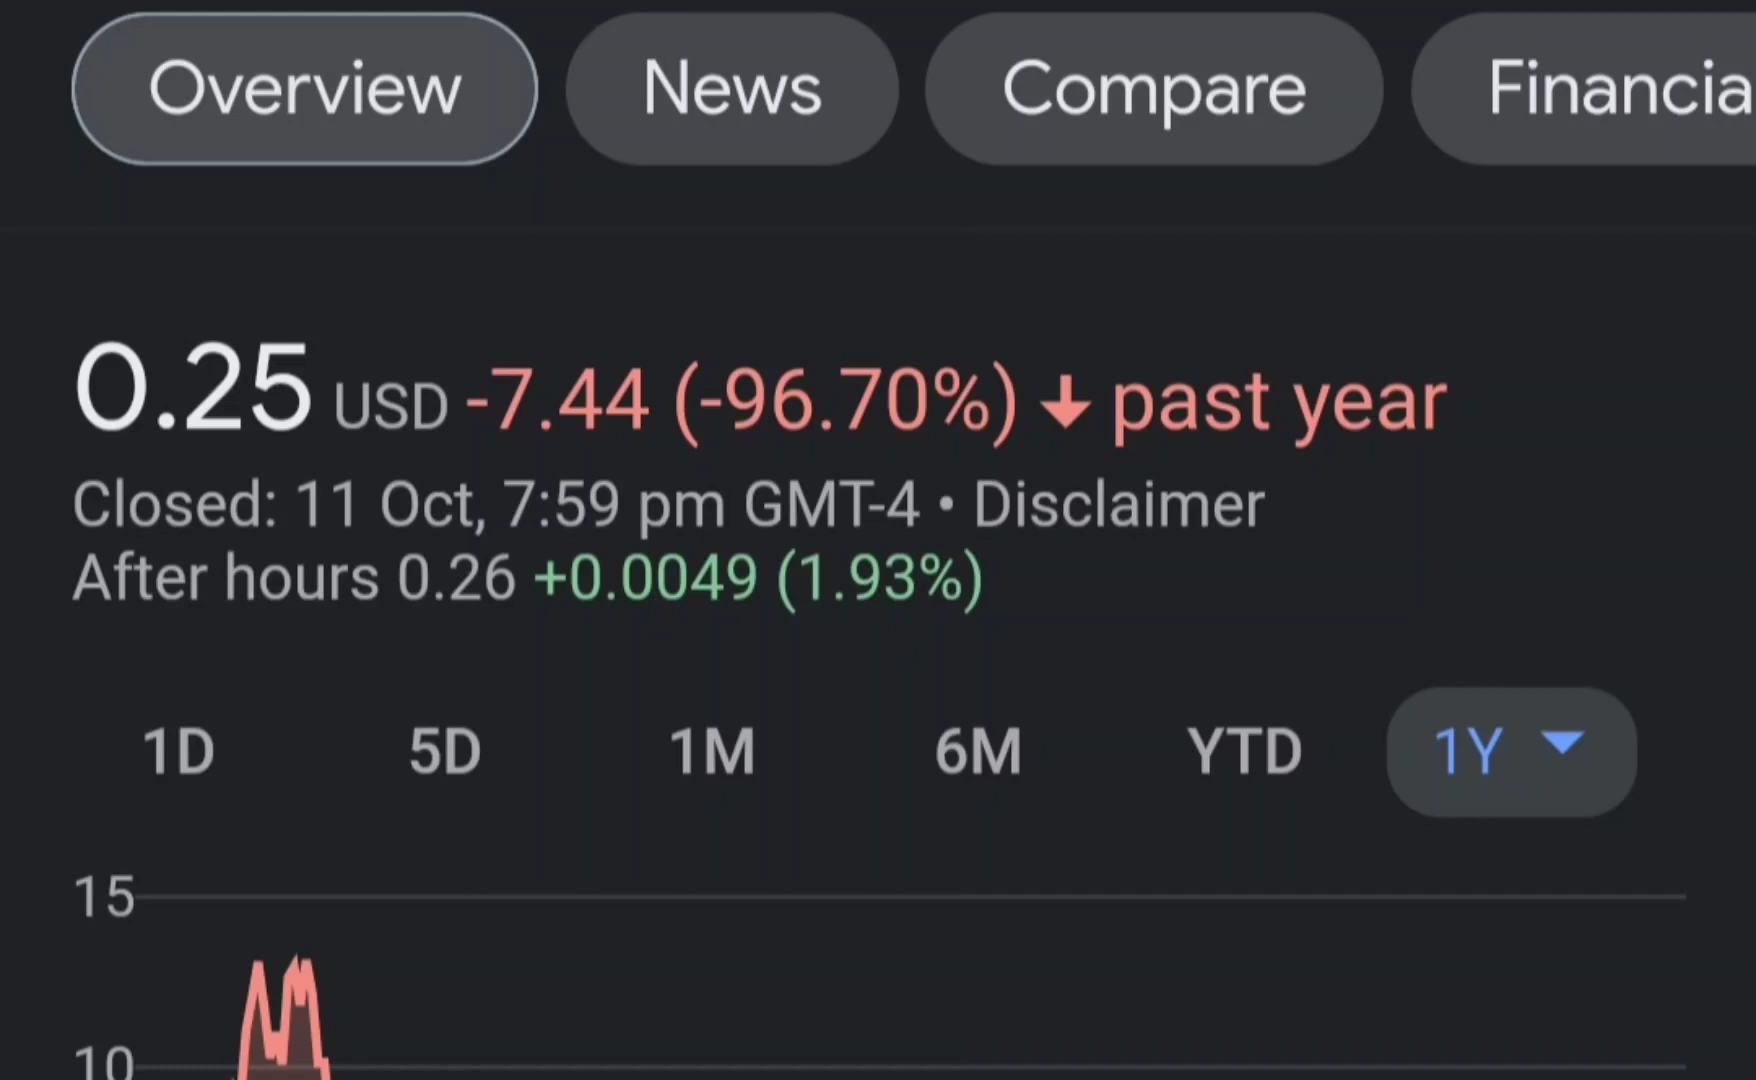 Overview News Compare Financia
0.25 USD -7.44 (-96.70%) ↓ past year
Closed: 11 Oct, 7:59 pm GMT-4 • Disclaimer
After hours 0.26 +0.0049 (1.93%)
1D 5D 1M 6M YTD 1Y
15
10